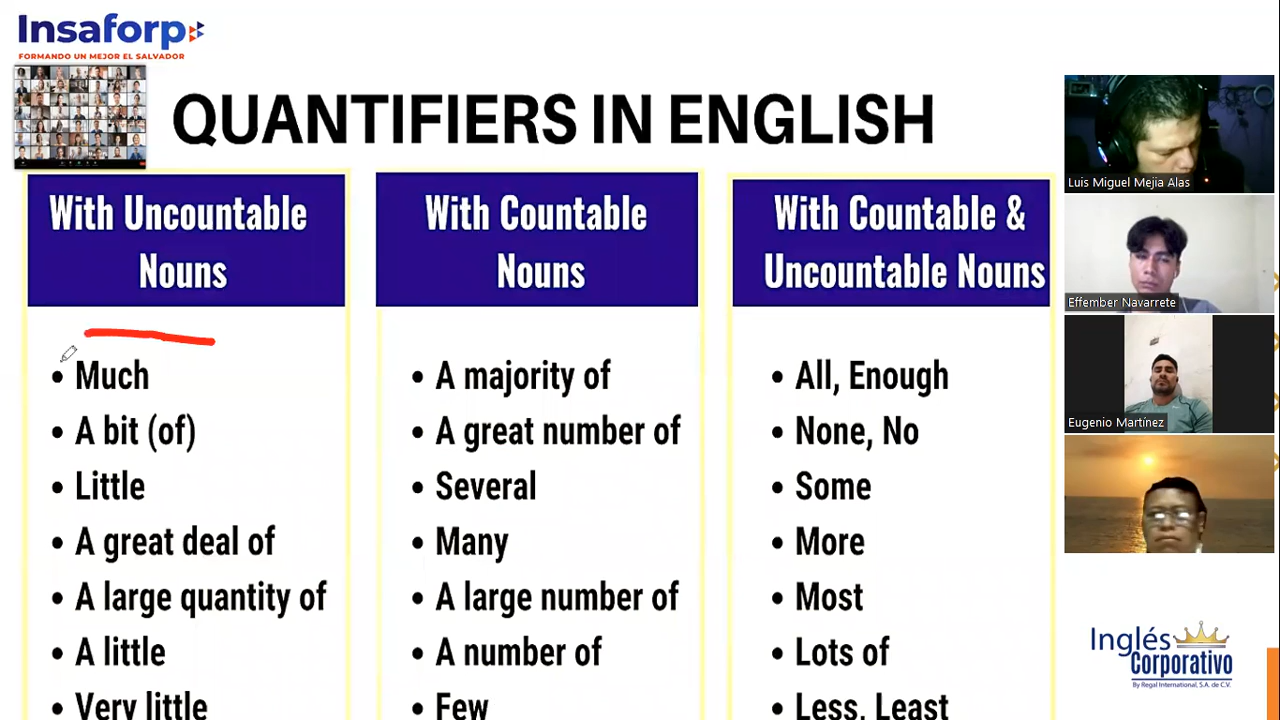 Insaforp
FORMANDO UN MEJOR EL SALVADOR
QUANTIFIERS IN ENGLISH
With Uncountable
Nouns
• Much
• A bit (of)
• Little
• A great deal of
• A large quantity of
• A little
• Very little
With Countable
Nouns
• A majority of
• A great number of
• Several
• Many
• A large number of
• A number of
• Few
With Countable &
Uncountable Nouns
• All, Enough
• None, No
• Some
• More
• Most
• Lots of
• Less, Least
Luis Miguel Mejia Alas
Effember Navarrete
Eugenio Martínez
Inglés
Corporativo
By Regal International, S.A. de C.V.